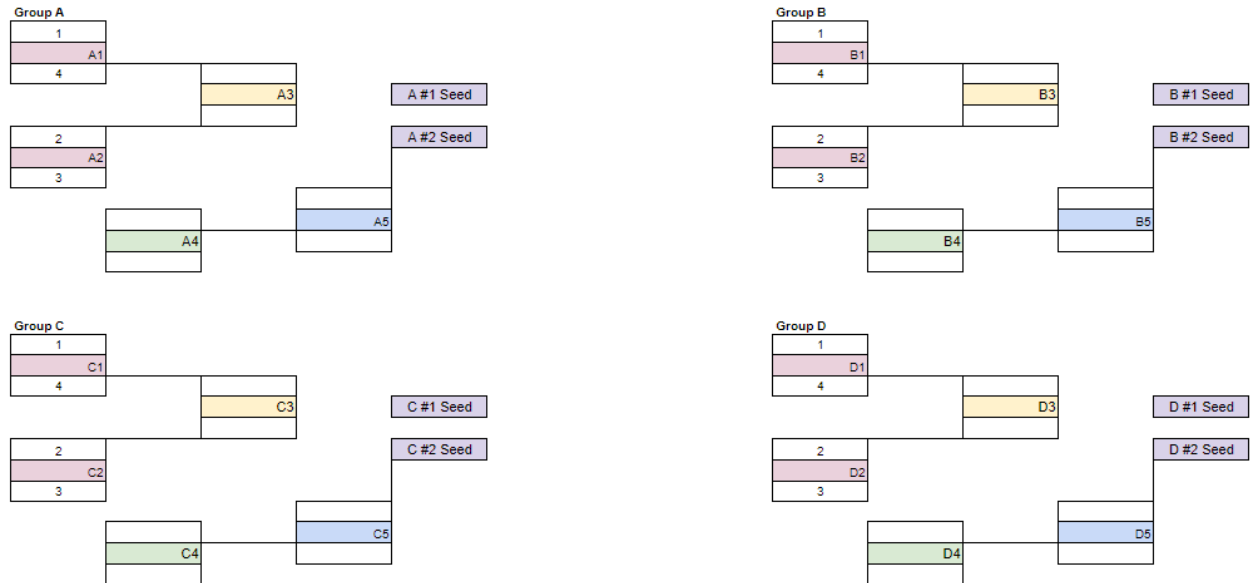 Group A
1
A1
4
A3
A #1 Seed
2
A #2 Seed
A2
3
A5
A4
Group B
1
B1
4
B3
B #1 Seed
2
B #2 Seed
B2
3
B5
B4
Group C
1
C1
4
C3
C #1 Seed
2
C #2 Seed
C2
3
C5
C4
Group D
1
D1
4
D3
D #1 Seed
2
D #2 Seed
D2
3
D5
D4